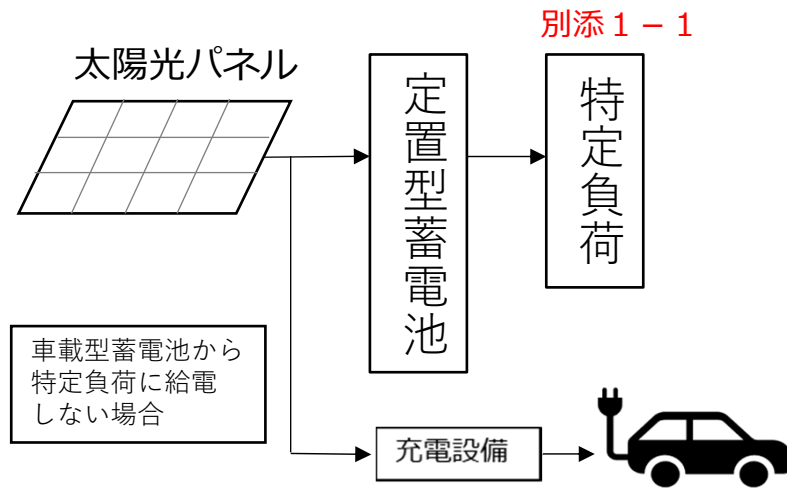 別添1－1
太陽光パネル
定置型蓄電池
特定負荷
車載型蓄電池から
特定負荷に給電
しない場合
充電設備